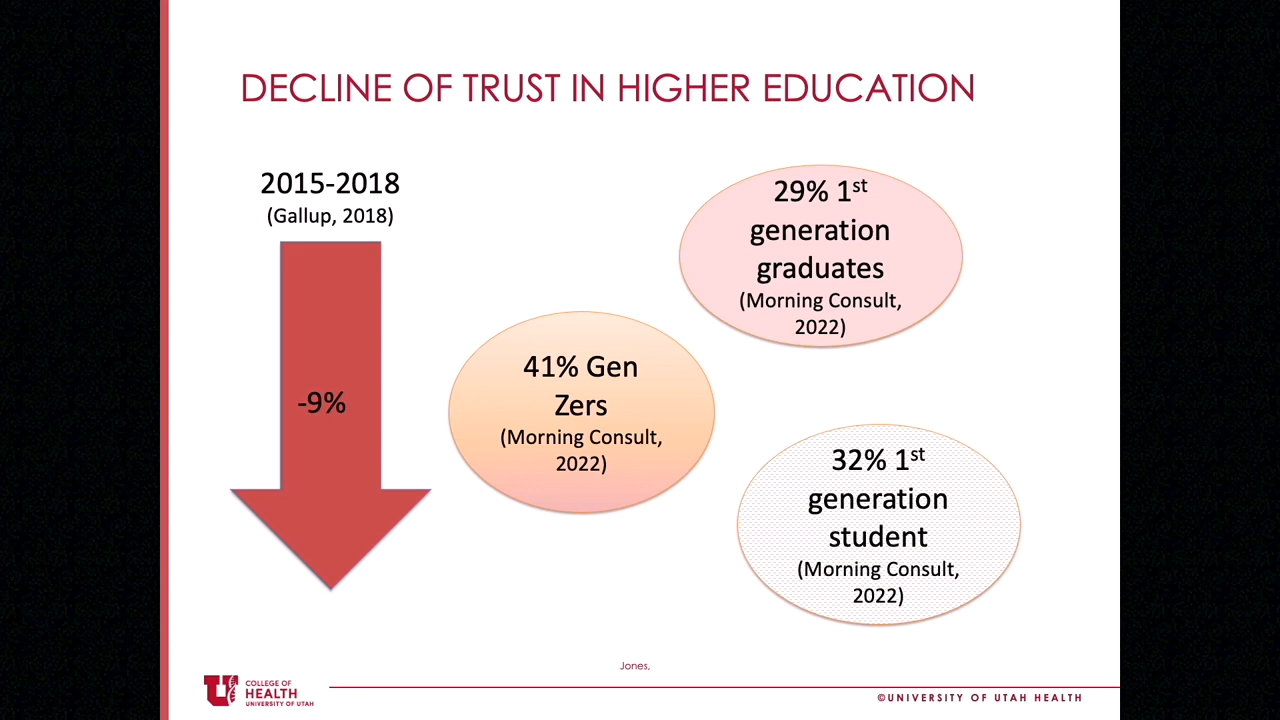 DECLINE OF TRUST IN HIGHER EDUCATION
2015-2018
(Gallup, 2018)
-9%
41% Gen
Zers
(Morning Consult,
2022)
29% 1st
generation
graduates
(Morning Consult,
2022)
32% 1st
generation
student
(Morning Consult,
2022)
Jones,
COLLEGE OF
HEALTH
UNIVERSITY OF UTAH
©UNIVERSITY OF UTAH HEALTH